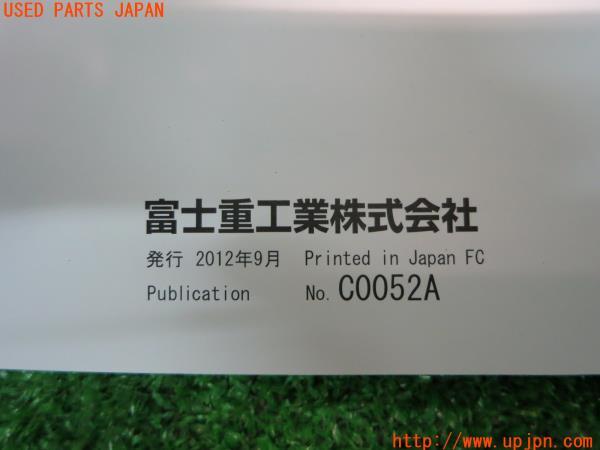 USED PARTS JAPAN
富士重工業株式会社
発行 2012年9月 Printed in Japan FC
Publication No. C0052A
http://www.upjpn.com